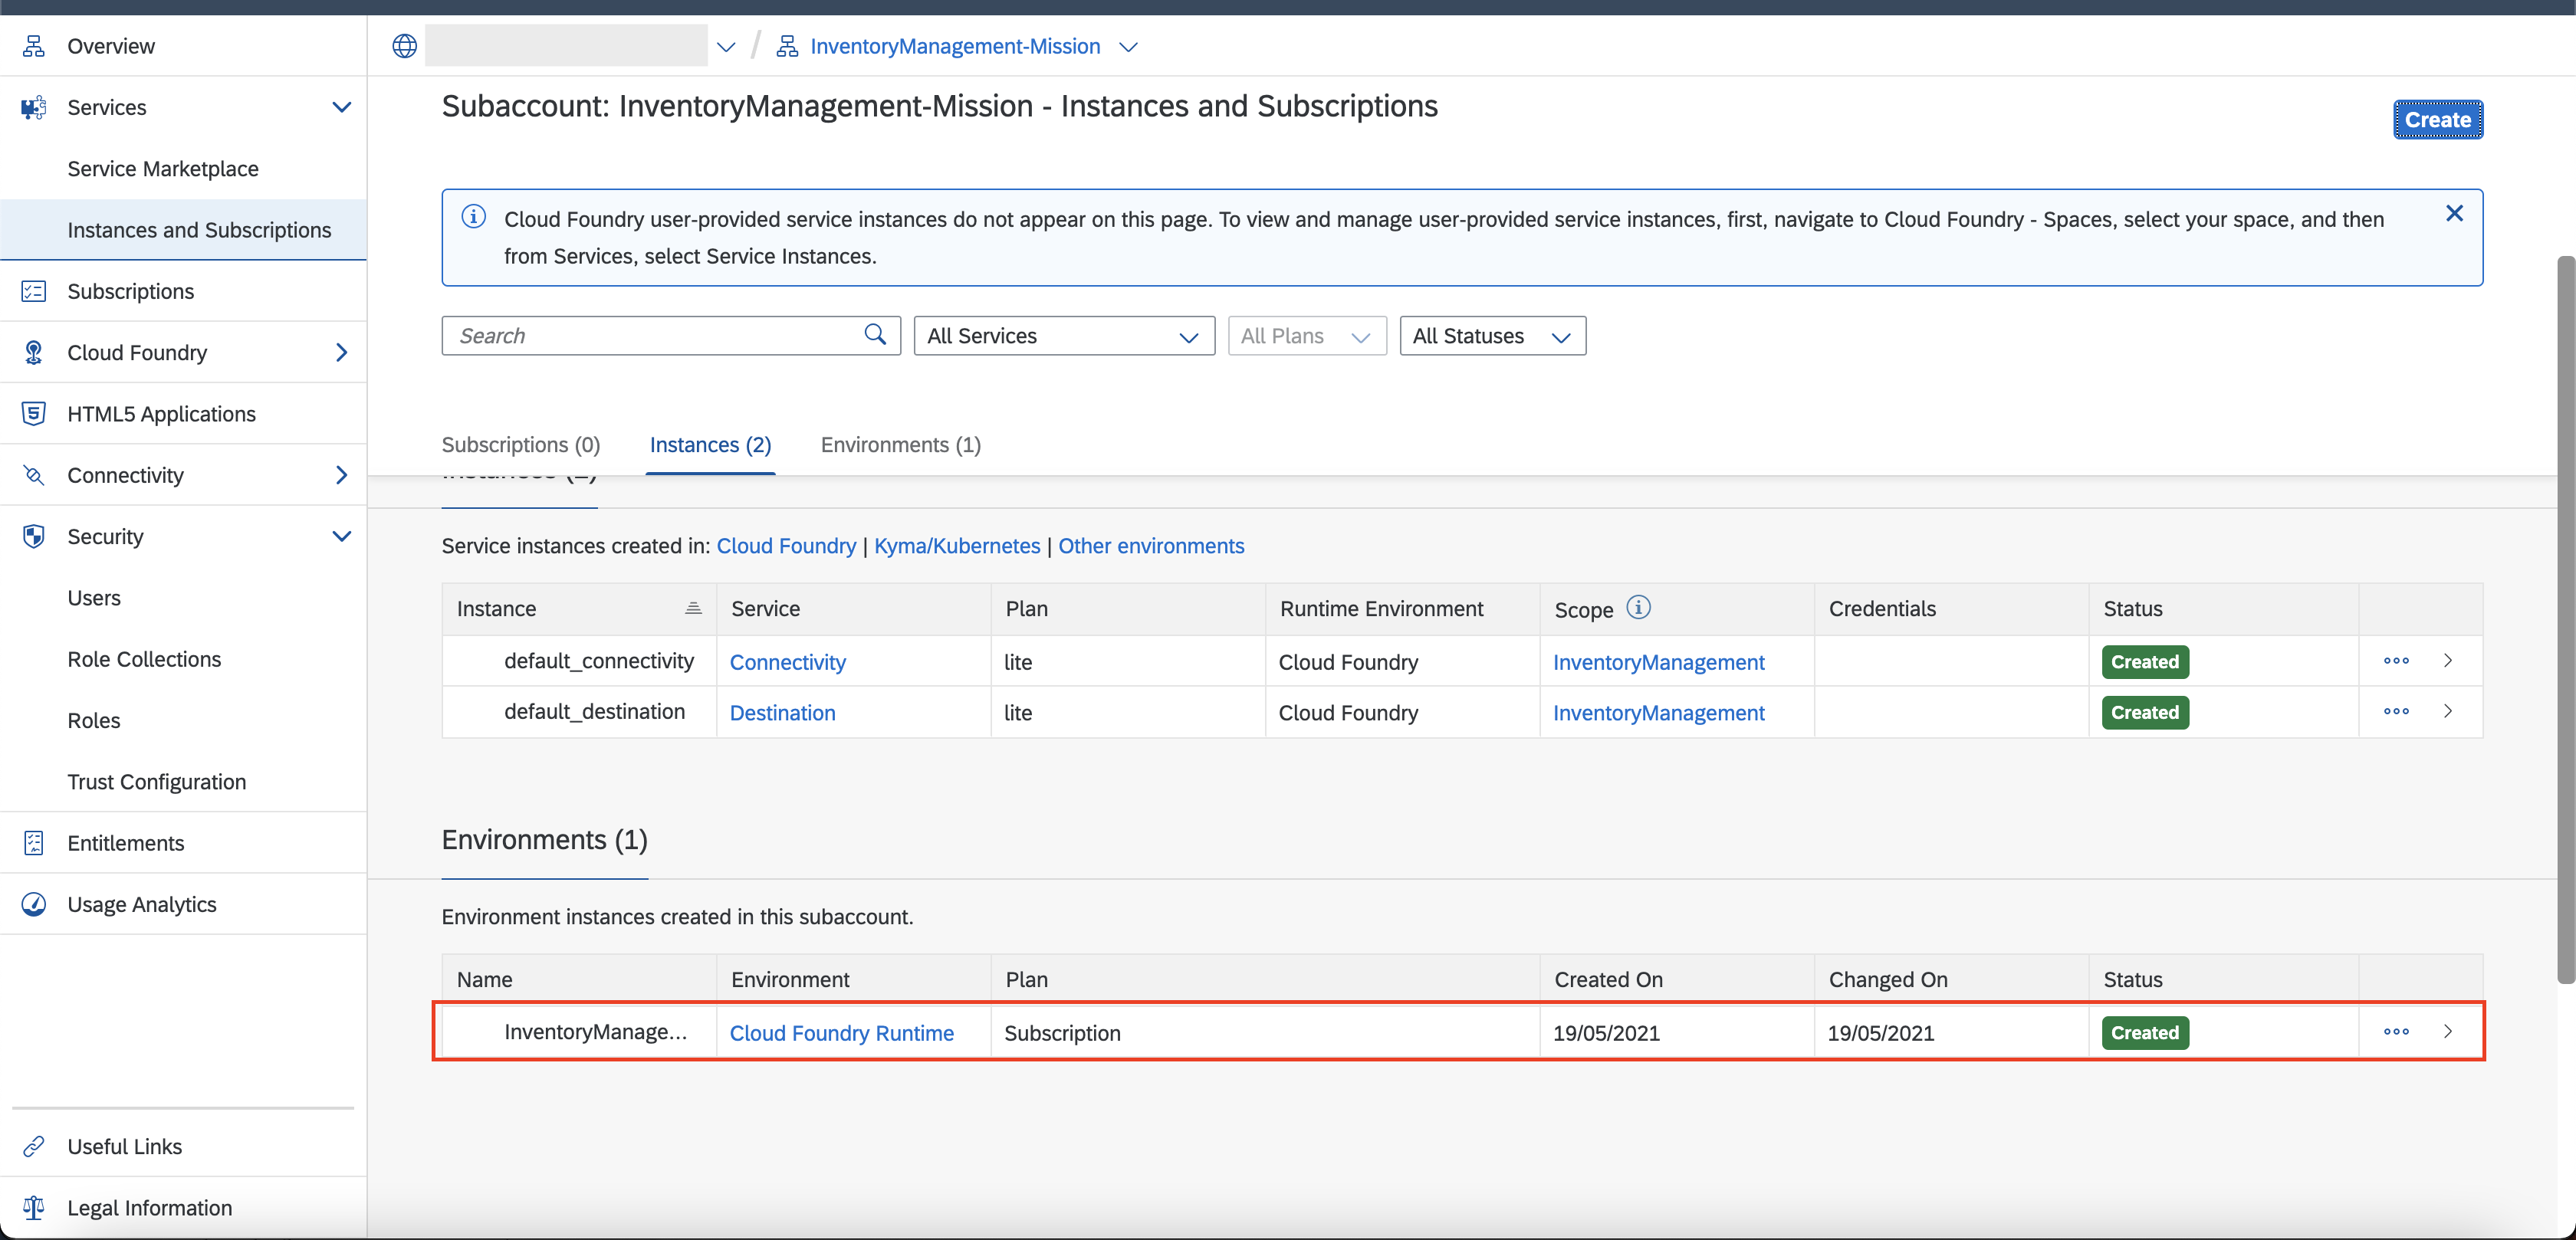 Overview
Services
Service Marketplace
Instances and Subscriptions
Subscriptions
Cloud Foundry
HTML5 Applications
Connectivity
Security
Users
Role Collections
Roles
Trust Configuration
Entitlements
Usage Analytics
Useful Links
Legal Information
/ InventoryManagement-Mission
Subaccount: InventoryManagement-Mission - Instances and Subscriptions
Create
Cloud Foundry user-provided service instances do not appear on this page. To view and manage user-provided service instances, first, navigate to Cloud Foundry - Spaces, select your space, and then
from Services, select Service Instances.
Search All Services All Plans All Statuses
Subscriptions (0) Instances (2) Environments (1)
Instances (2)
Service instances created in: Cloud Foundry | Kyma/Kubernetes | Other environments
Instance Service Plan Runtime Environment Scope Credentials Status
default_connectivity Connectivity lite Cloud Foundry InventoryManagement Created
default_destination Destination lite Cloud Foundry InventoryManagement Created
Environments (1)
Environment instances created in this subaccount.
Name Environment Plan Created On Changed On Status
InventoryManage... Cloud Foundry Runtime Subscription 19/05/2021 19/05/2021 Created